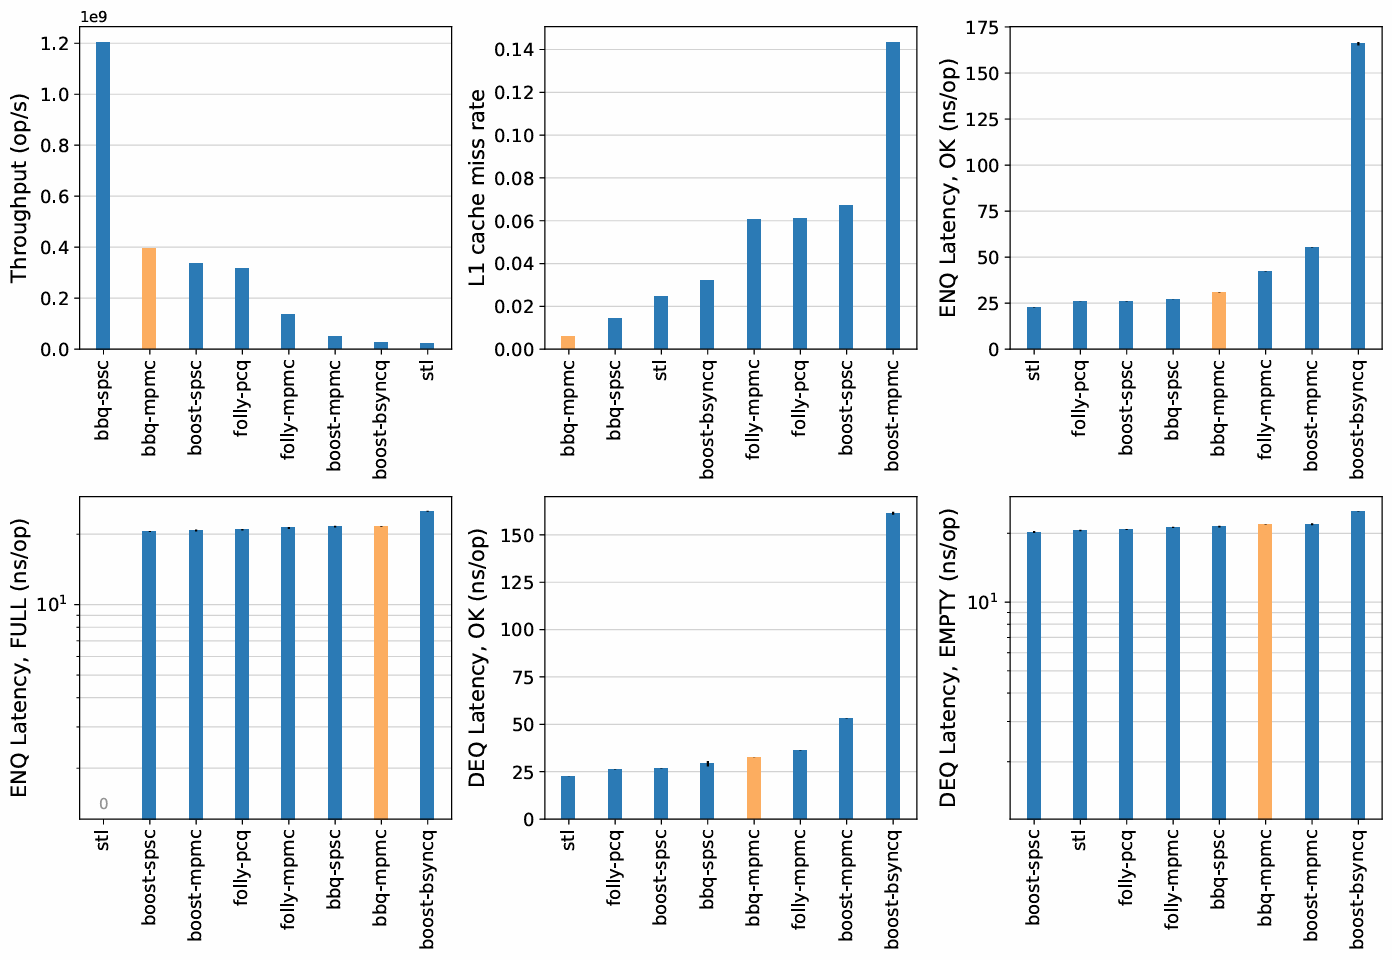 1e9
Throughput (op/s)
1.2
1.0
0.8
0.6
0.4
0.2
0.0
bbq-spsc
bbq-mpmc
boost-spsc
folly-pcq
folly-mpmc
boost-mpmc
boost-bsyncq
stl
L1 cache miss rate
0.14
0.12
0.10
0.08
0.06
0.04
0.02
0.00
bbq-mpmc
bbq-spsc
stl
boost-bsyncq
folly-mpmc
folly-pcq
boost-spsc
boost-mpmc
ENQ Latency, OK (ns/op)
175
150
125
100
75
50
25
0
stl
folly-pcq
boost-spsc
bbq-spsc
bbq-mpmc
folly-mpmc
boost-mpmc
boost-bsyncq
ENQ Latency, FULL (ns/op)
10¹
0
stl
boost-spsc
boost-mpmc
folly-pcq
folly-mpmc
bbq-spsc
bbq-mpmc
boost-bsyncq
DEQ Latency, OK (ns/op)
150
125
100
75
50
25
0
stl
folly-pcq
boost-spsc
bbq-spsc
bbq-mpmc
folly-mpmc
boost-mpmc
boost-bsyncq
DEQ Latency, EMPTY (ns/op)
10¹
boost-spsc
stl
folly-pcq
folly-mpmc
bbq-spsc
bbq-mpmc
boost-mpmc
boost-bsyncq